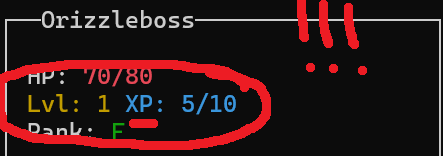 Orizzleboss
HP: 70/80
Lvl: 1 XP: 5/10
Rank: F
!!!